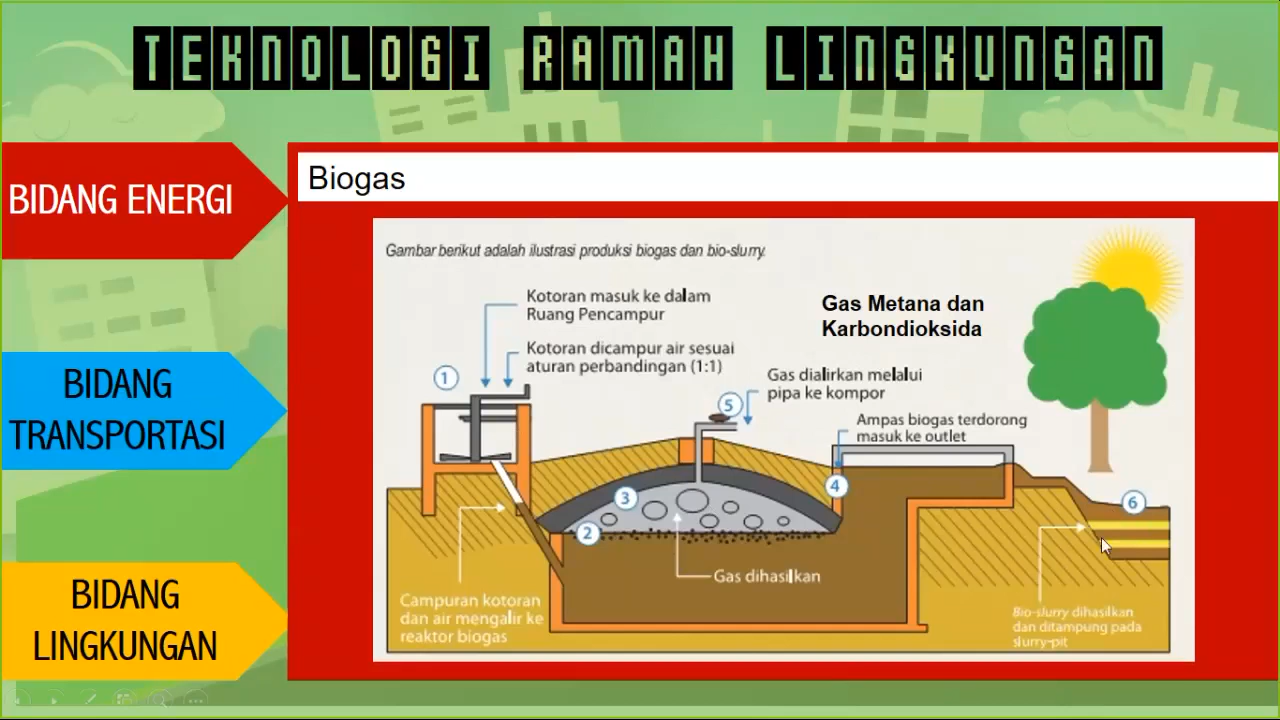 TEKNOLOGI RAMAH LINGKUNGAN
BIDANG ENERGI
BIDANG
TRANSPORTASI
BIDANG
LINGKUNGAN
Biogas
Gambar berikut adalah ilustrasi produksi biogas dan bio-slurry.
Kotoran masuk ke dalam
Ruang Pencampur
Kotoran dicampur air sesuai
aturan perbandingan (1:1)
Gas Metana dan
Karbondioksida
Gas dialirkan melalui
pipa ke kompor
Ampas biogas terdorong
masuk ke outlet
1
5
3
4
2
6
Gas dihasilkan
Campuran kotoran
dan air mengalir ke
reaktor biogas
Bio-slurry dihasilkan
dan ditampung pada
slurry-pit